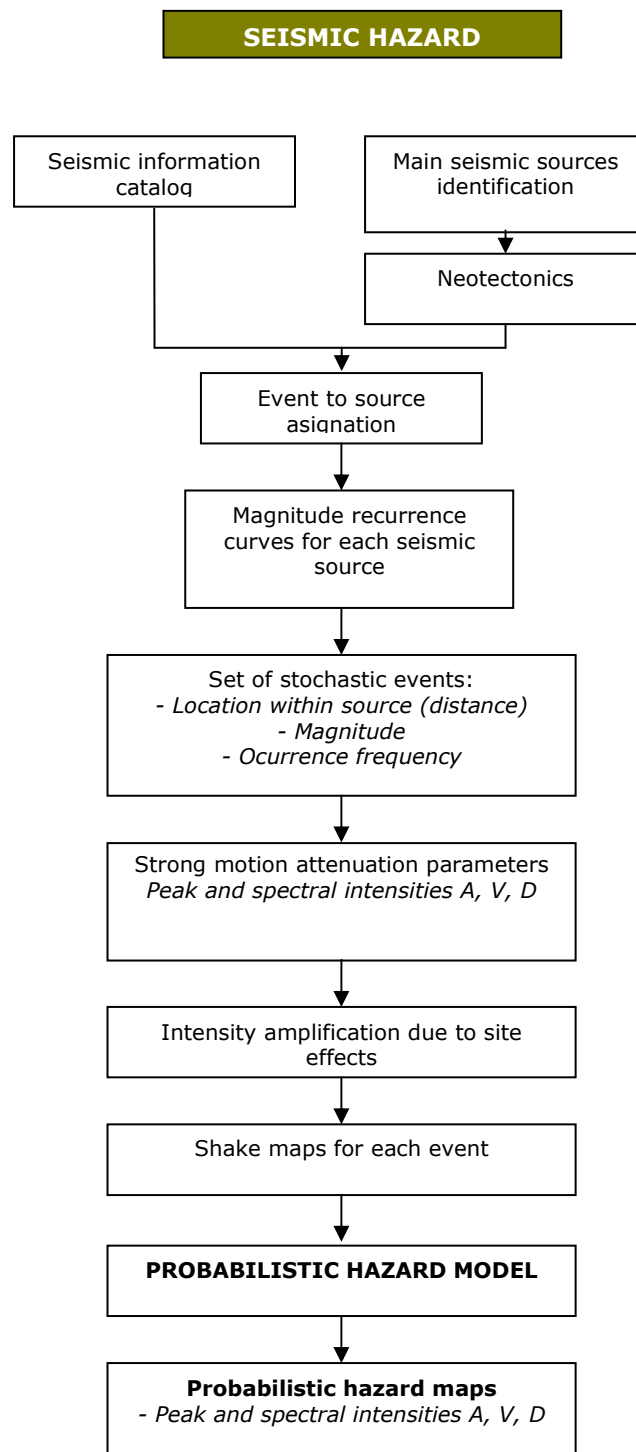 SEISMIC HAZARD
Seismic information
catalog
Main seismic sources
identification
Neotectonics
Event to source
asignation
Magnitude recurrence
curves for each seismic
source
Set of stochastic events:
- Location within source (distance)
- Magnitude
- Ocurrence frequency
Strong motion attenuation parameters
Peak and spectral intensities A, V, D
Intensity amplification due to site
effects
Shake maps for each event
PROBABILISTIC HAZARD MODEL
Probabilistic hazard maps
- Peak and spectral intensities A, V, D